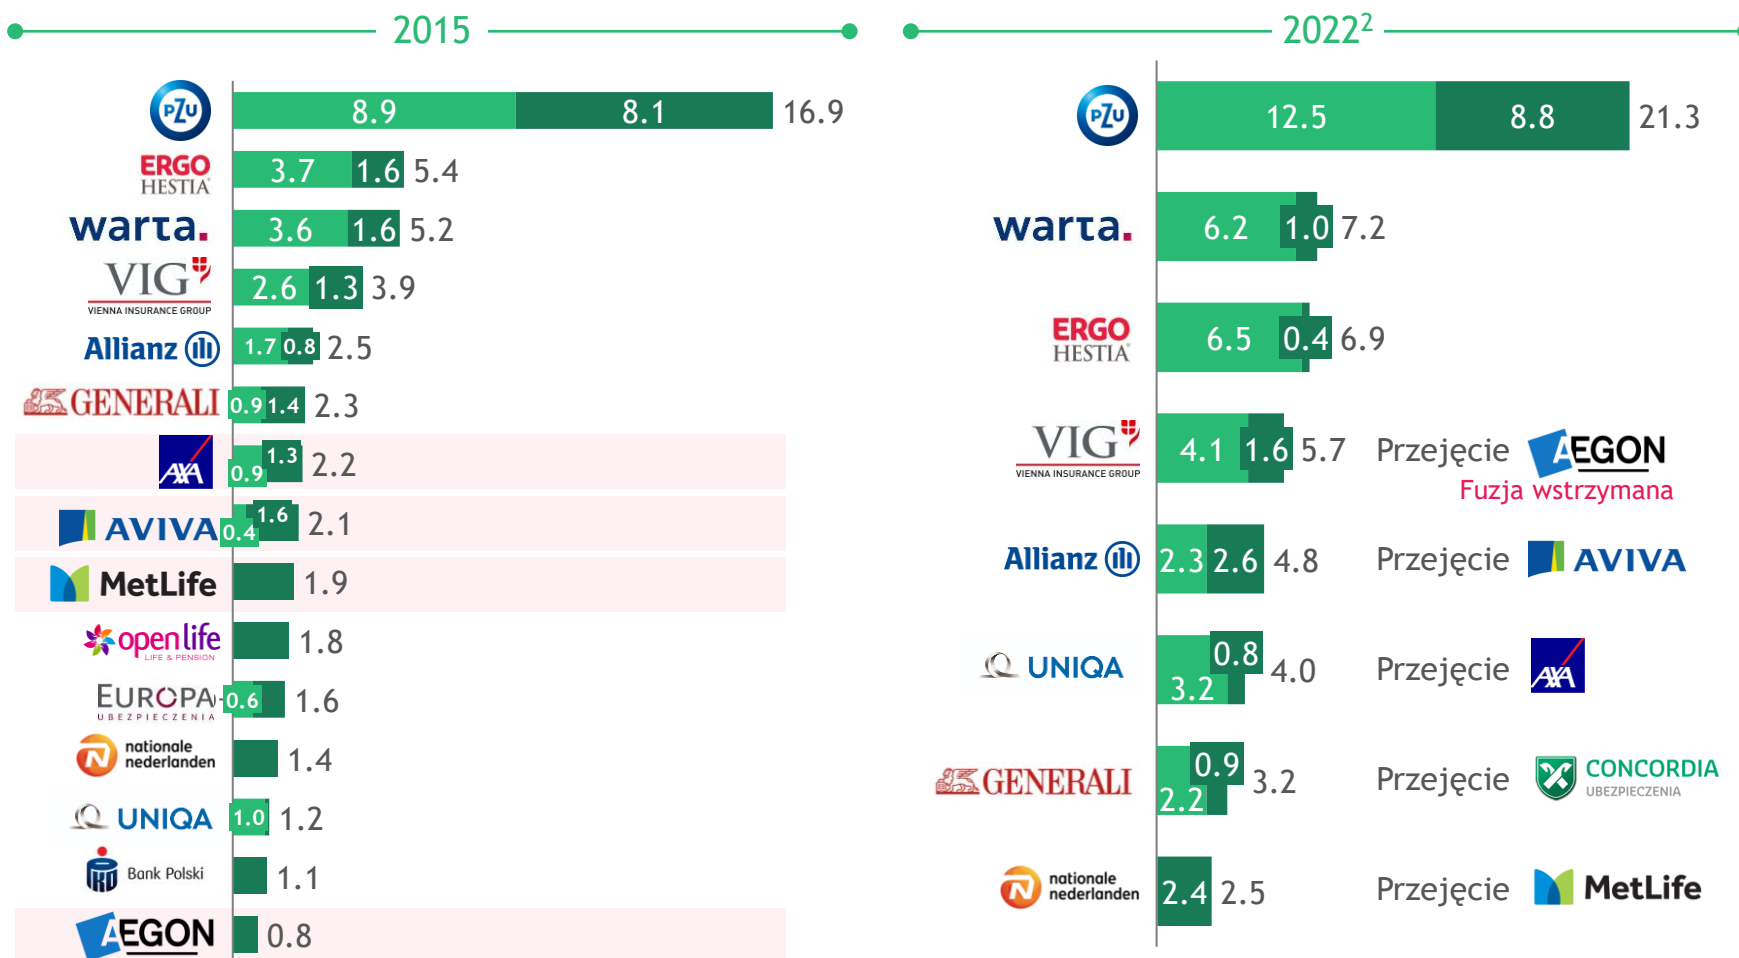 2015
PZU
8.9 8.1 16.9
ERGO
HESTIA
3.7 1.6 5.4
warta.
3.6 1.6 5.2
VIG
VIENNA INSURANCE GROUP
2.6 1.3 3.9
Allianz
1.7 0.8 2.5
GENERALI
0.9 1.4 2.3
AXA
0.9 1.3 2.2
AVIVA
0.4 1.6 2.1
MetLife
1.9
open life
LIFE & PENSION
1.8
EUROPA
UBEZPIECZENIA
0.6 1.6
nationale
nederlanden
1.4
UNIQA
1.0 1.2
Bank Polski
1.1
AEGON
0.8
2022²
PZU
12.5 8.8 21.3
warta.
6.2 1.0 7.2
ERGO
HESTIA
6.5 0.4 6.9
VIG
VIENNA INSURANCE GROUP
4.1 1.6 5.7 Przejęcie AEGON
Fuzja wstrzymana
Allianz
2.3 2.6 4.8 Przejęcie AVIVA
UNIQA
3.2 0.8 4.0 Przejęcie AXA
GENERALI
2.2 0.9 3.2 Przejęcie CONCORDIA
UBEZPIECZENIA
nationale
nederlanden
2.4 2.5 Przejęcie MetLife